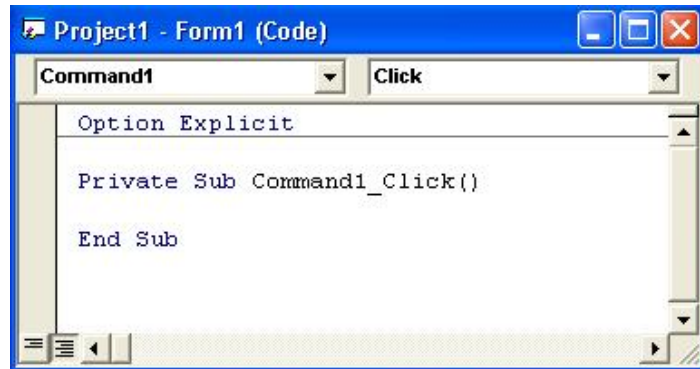 Project1 - Form1 (Code)
Command1 Click
Option Explicit
Private Sub Command1_Click()
End Sub